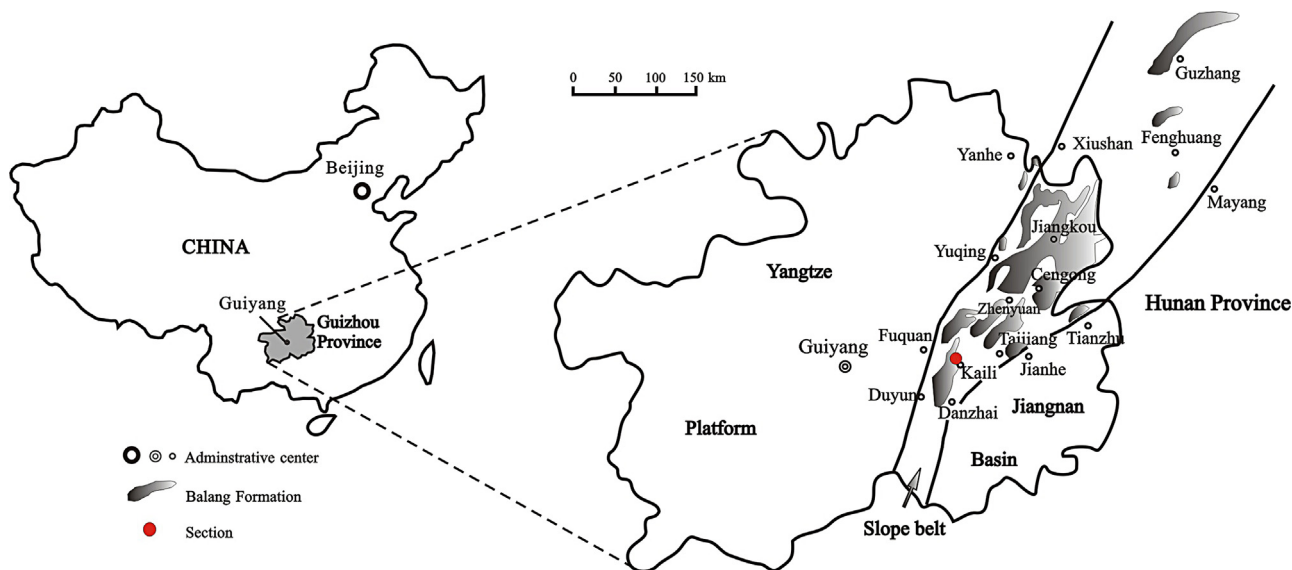 0 50 100 150 km
Guzhang
Fenghuang
Xiushan
Yanhe
Mayang
Beijing
CHINA
Jiangkou
Yuqing
Yangtze
Cengong
Guiyang
Hunan Province
Zhenyuan
Guizhou
Province
Tianzhu
Fuquan
Taijiang
Guiyang
Jianhe
Kaili
Duyun
Danzhai
Jiangnan
Platform
Basin
Adminstrative center
Balang Formation
Slope belt
Section